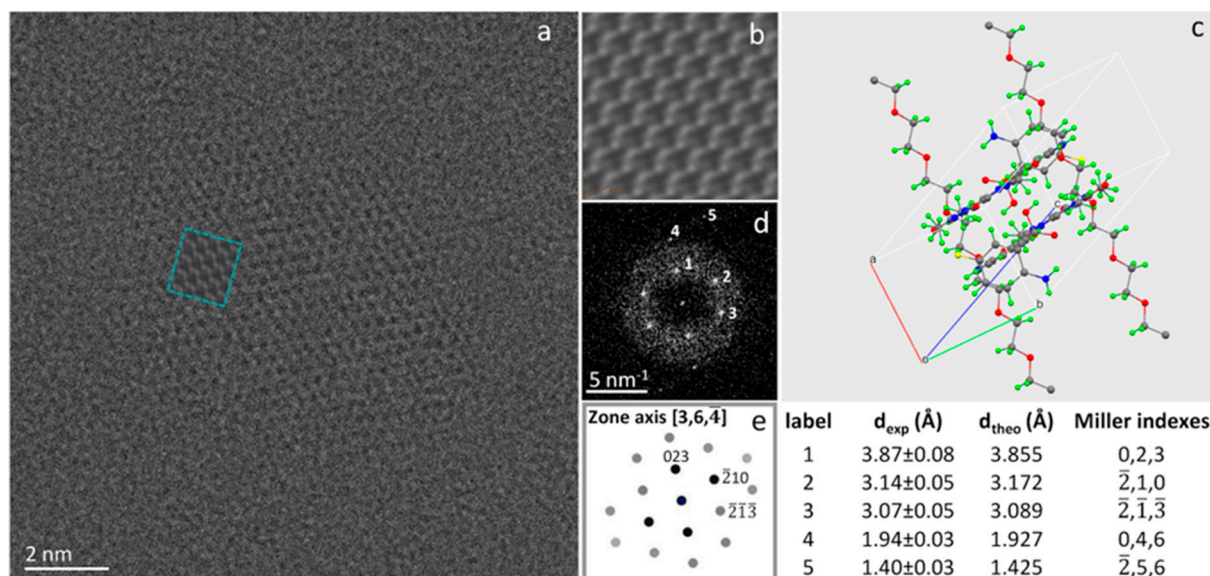 a
b
c
5
4
d
1
2
3
a
c
b
o
2 nm
5 nm⁻¹
Zone axis [3,6,4̅]
e
023
2̅10
2̅1̅3̅
label d_exp (Å) d_theo (Å) Miller indexes
1 3.87±0.08 3.855 0,2,3
2 3.14±0.05 3.172 2̅,1,0
3 3.07±0.05 3.089 2̅,1̅,3̅
4 1.94±0.03 1.927 0,4,6
5 1.40±0.03 1.425 2̅,5,6